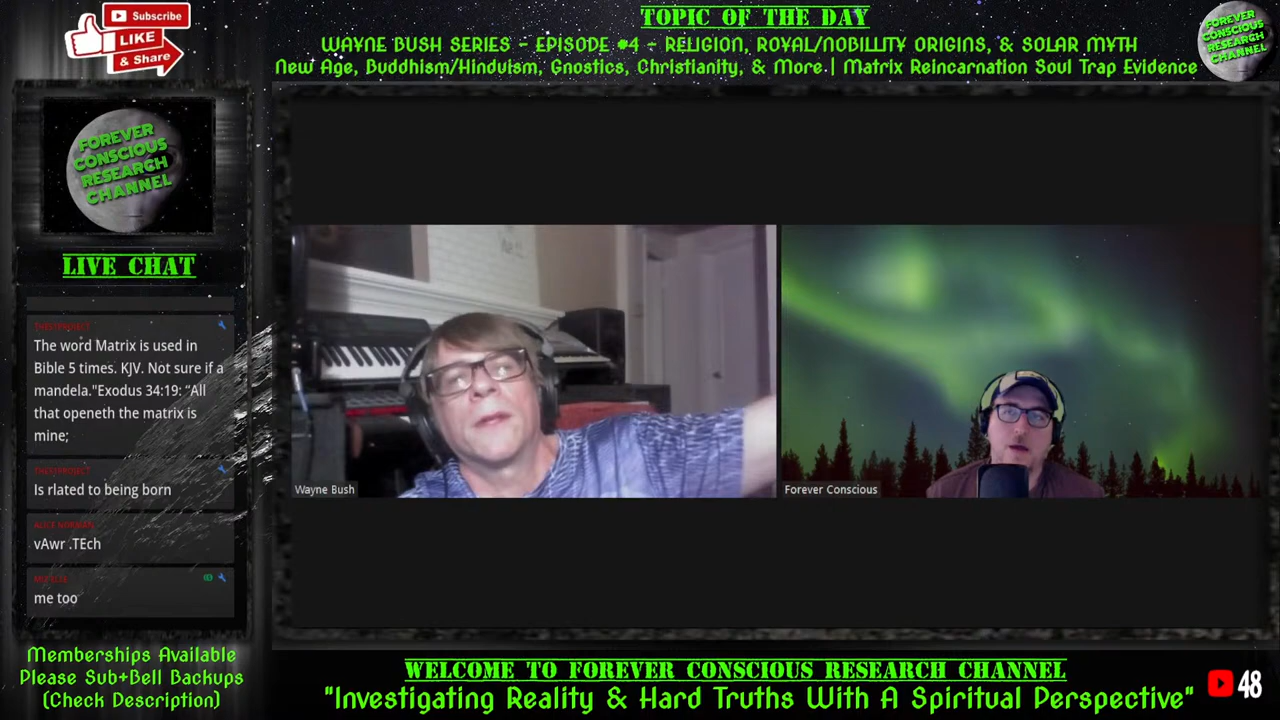 Subscribe
LIKE
& Share
TOPIC OF THE DAY
WAYNE BUSH SERIES - EPISODE #4 - RELIGION, ROYAL/NOBILLITY ORIGINS, & SOLAR MYTH
New Age, Buddhism/Hinduism, Gnostics, Christianity, & More | Matrix Reincarnation Soul Trap Evidence
FOREVER
CONSCIOUS
RESEARCH
CHANNEL
FOREVER
CONSCIOUS
RESEARCH
CHANNEL
LIVE CHAT
The word Matrix is used in
Bible 5 times. KJV. Not sure if a
mandela."Exodus 34:19: “All
that openeth the matrix is
mine;
Is rlated to being born
ALICE NORMAN
vAwr .TEch
me too
Wayne Bush
Forever Conscious
Memberships Available
Please Sub+Bell Backups
(Check Description)
WELCOME TO FOREVER CONSCIOUS RESEARCH CHANNEL
"Investigating Reality & Hard Truths With A Spiritual Perspective"
48